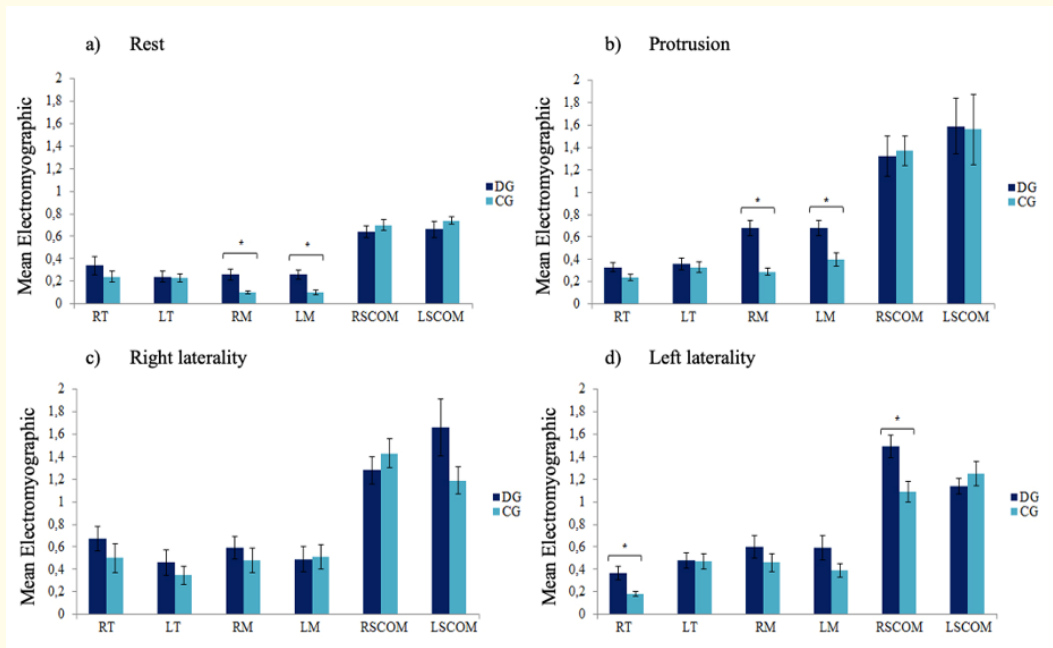 a) Rest
Mean Electromyographic
2
1,8
1,6
1,4
1,2
1
0,8
0,6
0,4
0,2
0
*
*
RT LT RM LM RSCOM LSCOM
DG
CG
b) Protrusion
Mean Electromyographic
2
1,8
1,6
1,4
1,2
1
0,8
0,6
0,4
0,2
0
*
*
RT LT RM LM RSCOM LSCOM
DG
CG
c) Right laterality
Mean Electromyographic
2
1,8
1,6
1,4
1,2
1
0,8
0,6
0,4
0,2
0
RT LT RM LM RSCOM LSCOM
DG
CG
d) Left laterality
Mean Electromyographic
2
1,8
1,6
1,4
1,2
1
0,8
0,6
0,4
0,2
0
*
*
RT LT RM LM RSCOM LSCOM
DG
CG